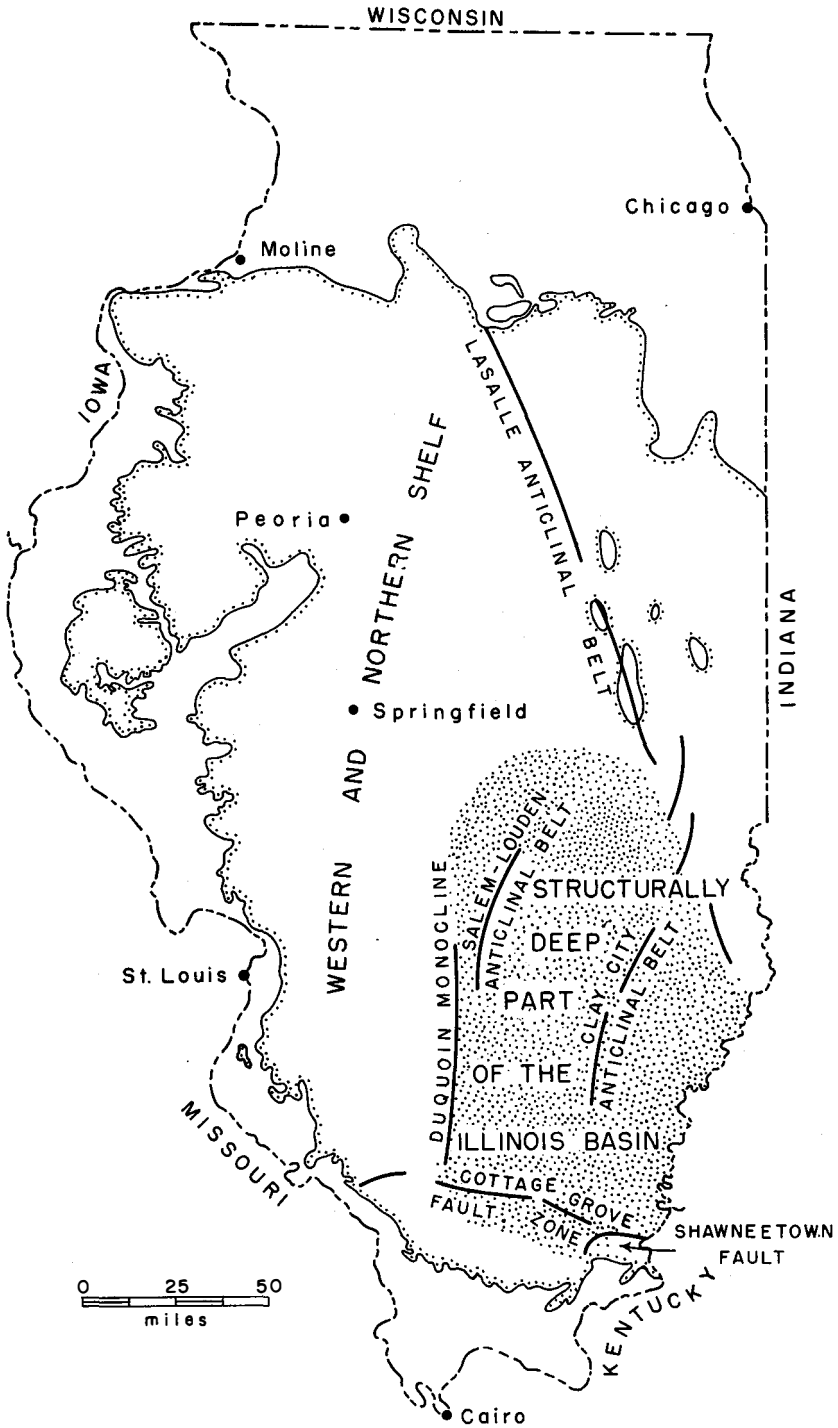 WISCONSIN
Chicago
Moline
IOWA
LASALLE ANTICLINAL BELT
Peoria
WESTERN AND NORTHERN SHELF
INDIANA
Springfield
SALEM-LOUDEN
ANTICLINAL BELT
STRUCTURALLY
DEEP
PART
OF THE
ILLINOIS BASIN
DUQUOIN MONOCLINE
CLAY CITY
ANTICLINAL BELT
St. Louis
MISSOURI
COTTAGE GROVE
FAULT ZONE
SHAWNEETOWN
FAULT
KENTUCKY
0 25 50
miles
Cairo